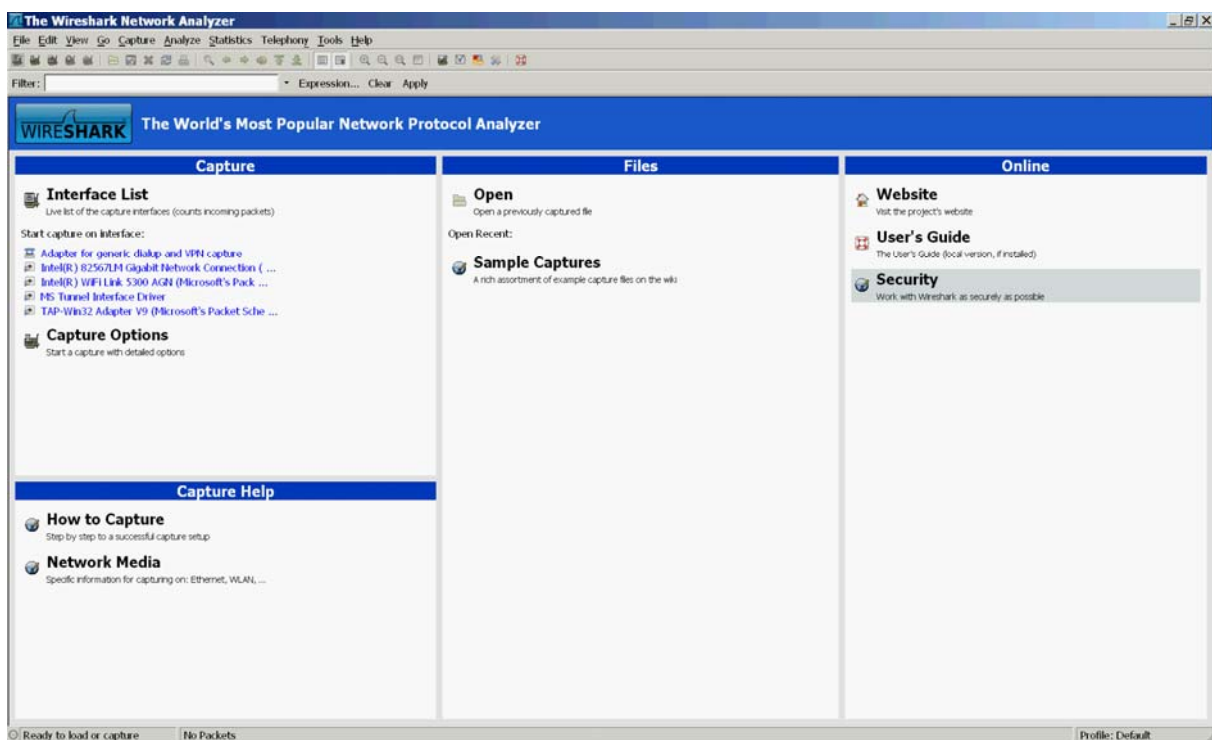 The Wireshark Network Analyzer
File Edit View Go Capture Analyze Statistics Telephony Tools Help
Filter: Expression... Clear Apply
WIRESHARK The World's Most Popular Network Protocol Analyzer
Capture
Interface List
Live list of the capture interfaces (counts incoming packets)
Start capture on interface:
Adapter for generic dialup and VPN capture
Intel(R) 82567LM Gigabit Network Connection ( ...
Intel(R) WiFi Link 5300 AGN (Microsoft's Pack ...
MS Tunnel Interface Driver
TAP-Win32 Adapter V9 (Microsoft's Packet Sche ...
Capture Options
Start a capture with detailed options
Capture Help
How to Capture
Step by step to a successful capture setup
Network Media
Specific information for capturing on: Ethernet, WLAN, ...
Files
Open
Open a previously captured file
Open Recent:
Sample Captures
A rich assortment of example capture files on the wiki
Online
Website
Visit the project's website
User's Guide
The User's Guide (local version, if installed)
Security
Work with Wireshark as securely as possible
Ready to load or capture No Packets Profile: Default